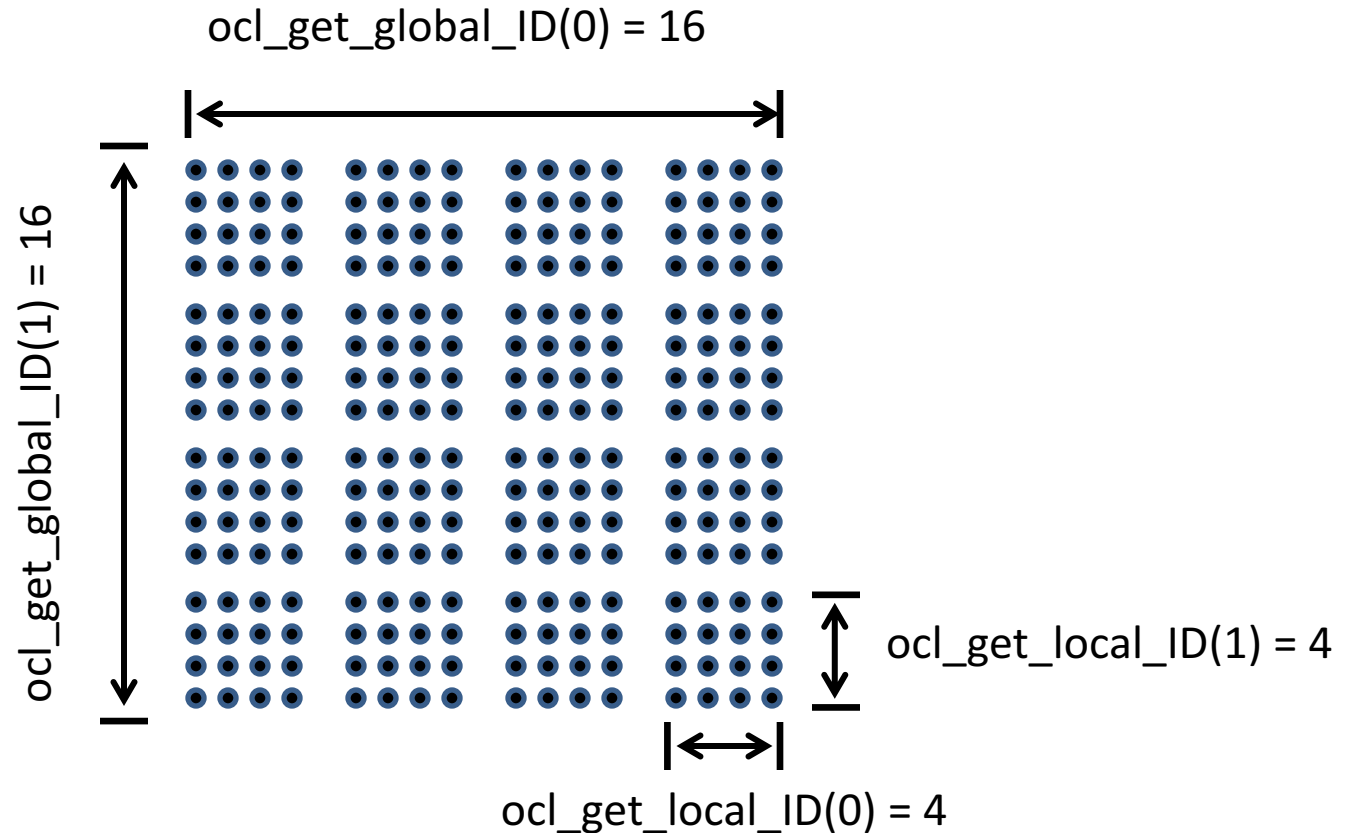 ocl_get_global_ID(0) = 16
ocl_get_global_ID(1) = 16
ocl_get_local_ID(1) = 4
ocl_get_local_ID(0) = 4